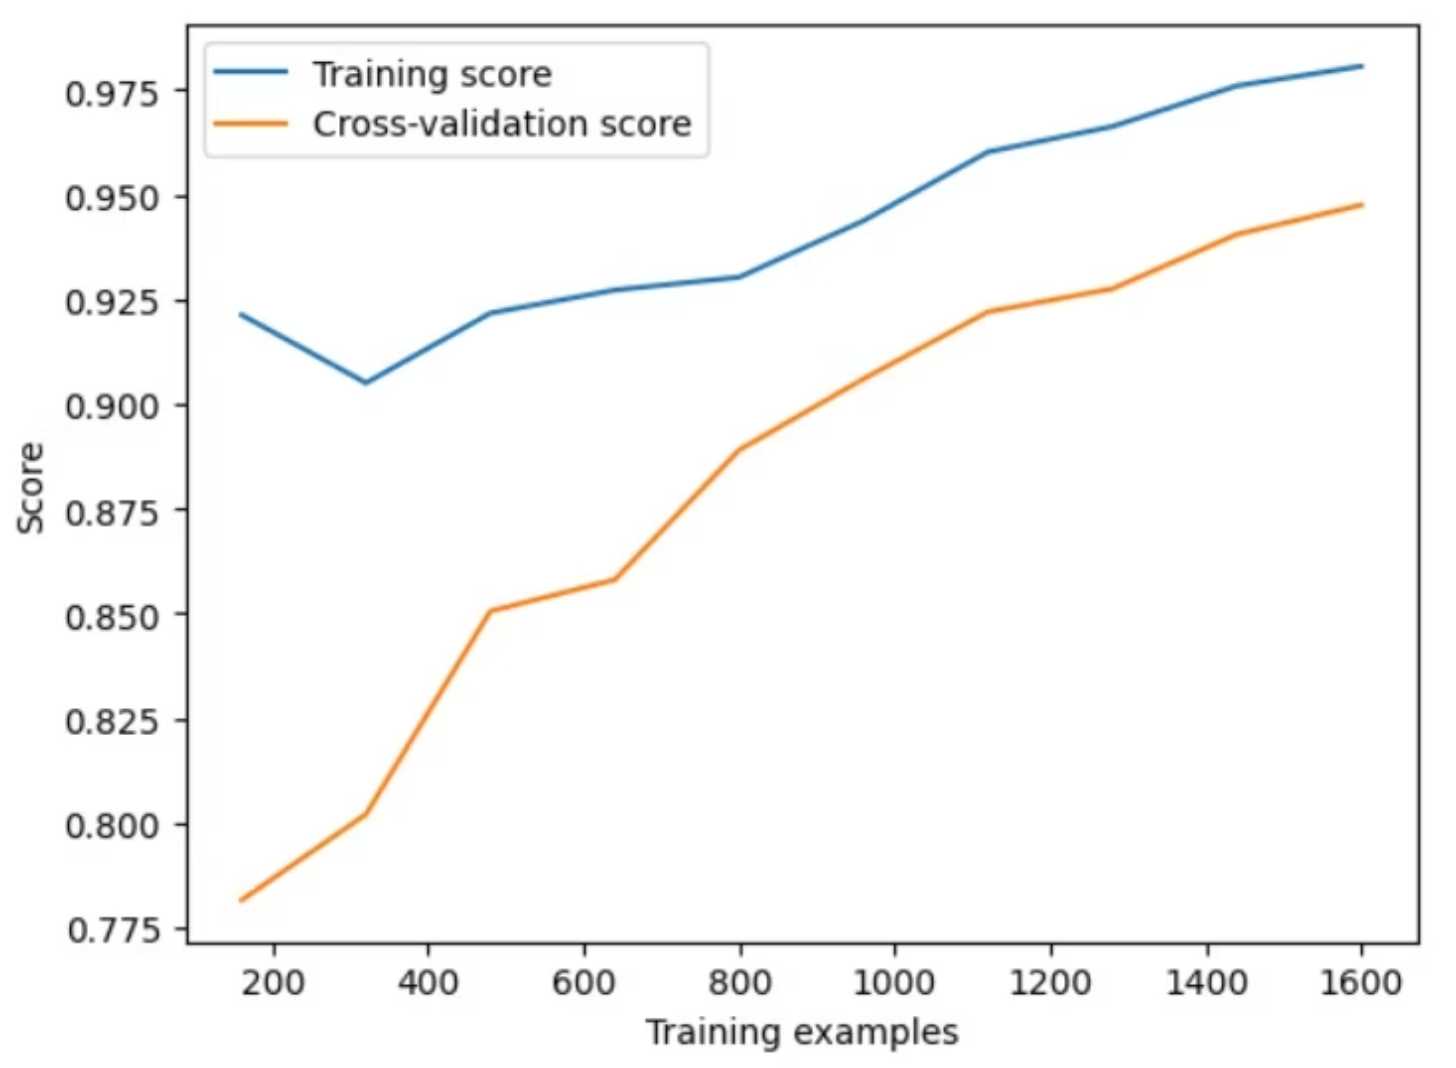 Training score
Cross-validation score
0.975
0.950
0.925
0.900
0.875
0.850
0.825
0.800
0.775
Score
200 400 600 800 1000 1200 1400 1600
Training examples